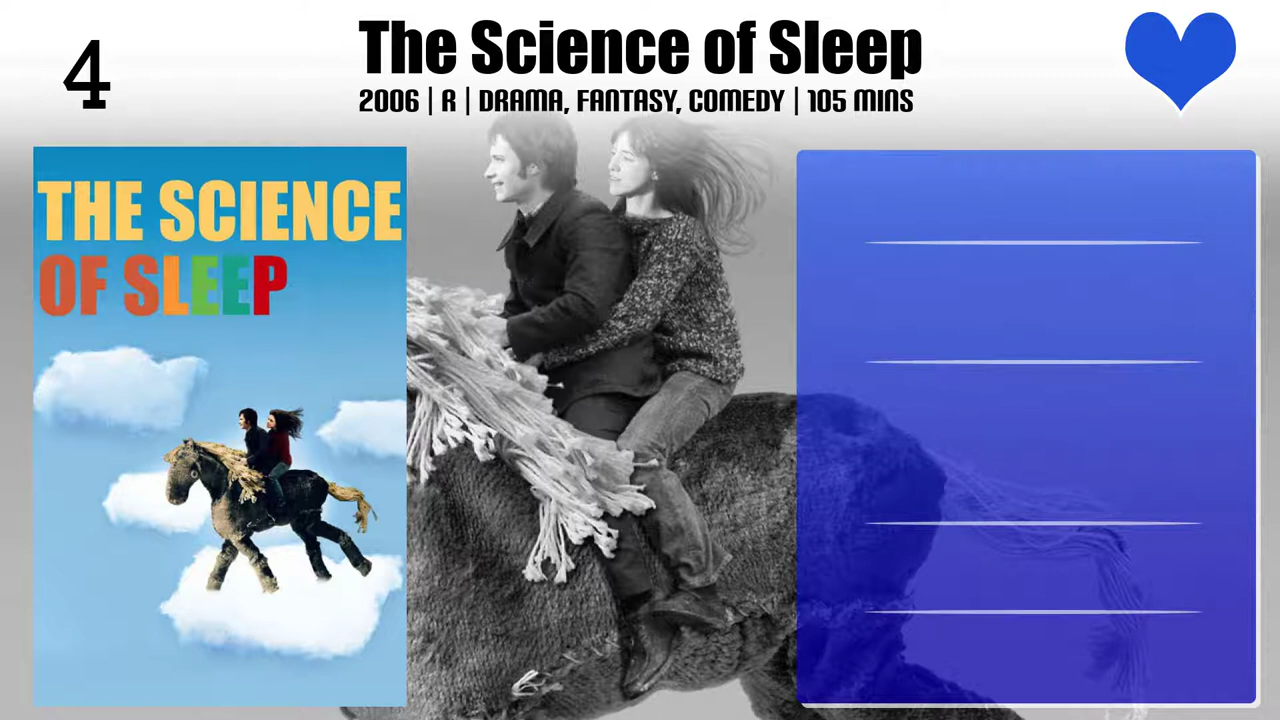 4
The Science of Sleep
2006 | R | DRAMA, FANTASY, COMEDY | 105 MINS
THE SCIENCE
OF SLEEP